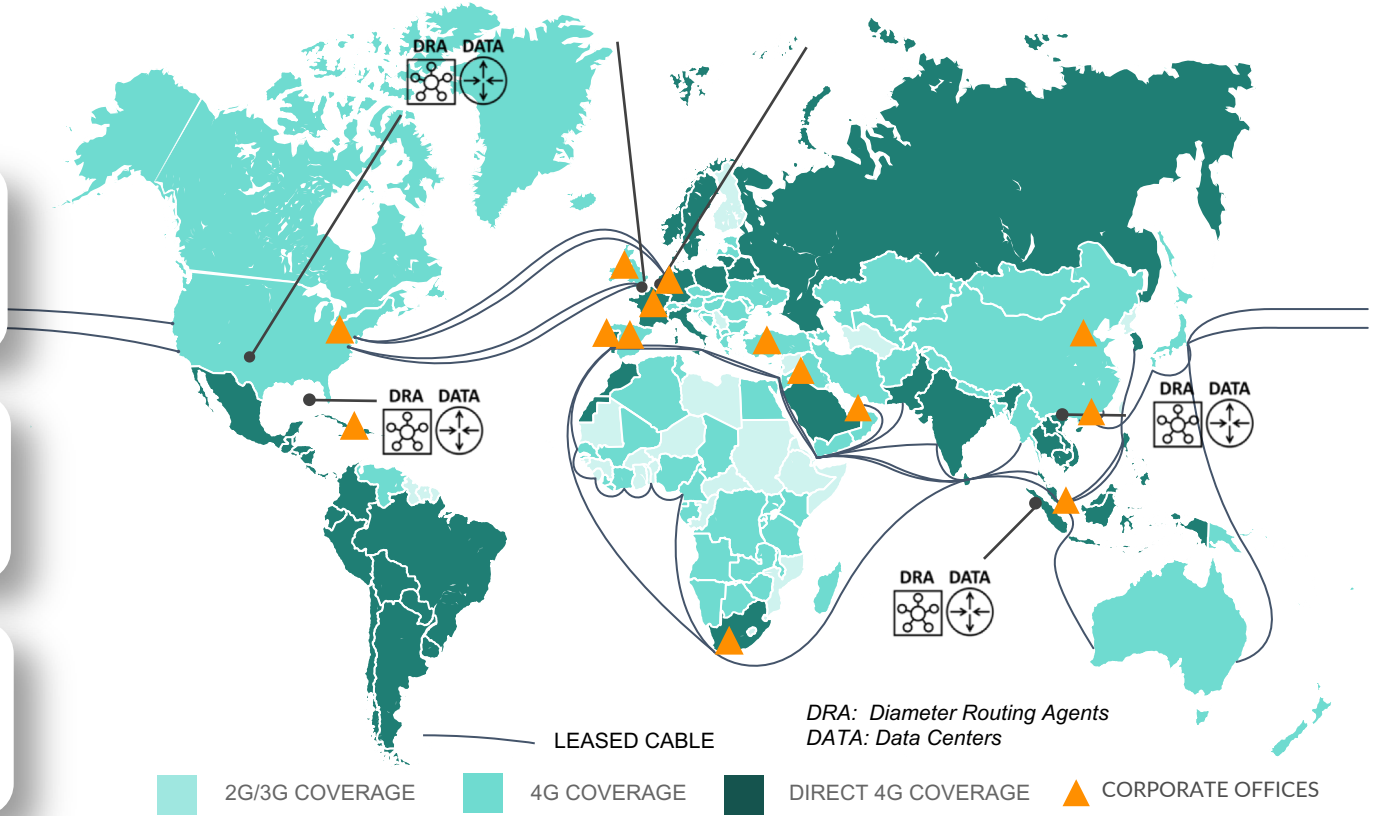 DRA DATA
DRA DATA
DRA DATA
DRA DATA
DRA: Diameter Routing Agents
DATA: Data Centers
LEASED CABLE
2G/3G COVERAGE
4G COVERAGE
DIRECT 4G COVERAGE
CORPORATE OFFICES